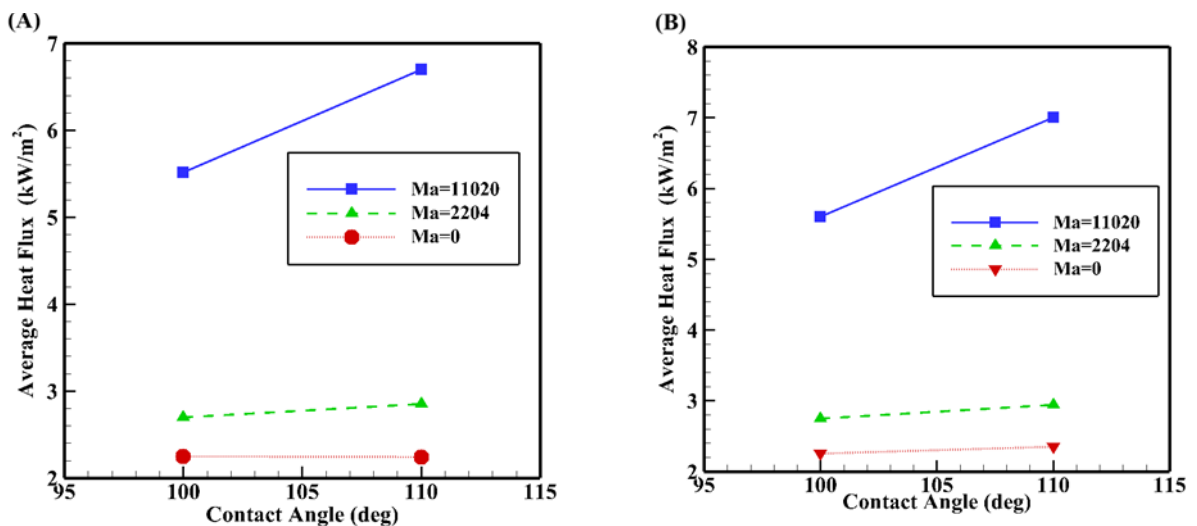 (A)
7
6
5
4
3
2
95
100
105
110
115
Average Heat Flux (kW/m²)
Contact Angle (deg)
Ma=11020
Ma=2204
Ma=0
(B)
8
7
6
5
4
3
2
95
100
105
110
115
Average Heat Flux (kW/m²)
Contact Angle (deg)
Ma=11020
Ma=2204
Ma=0